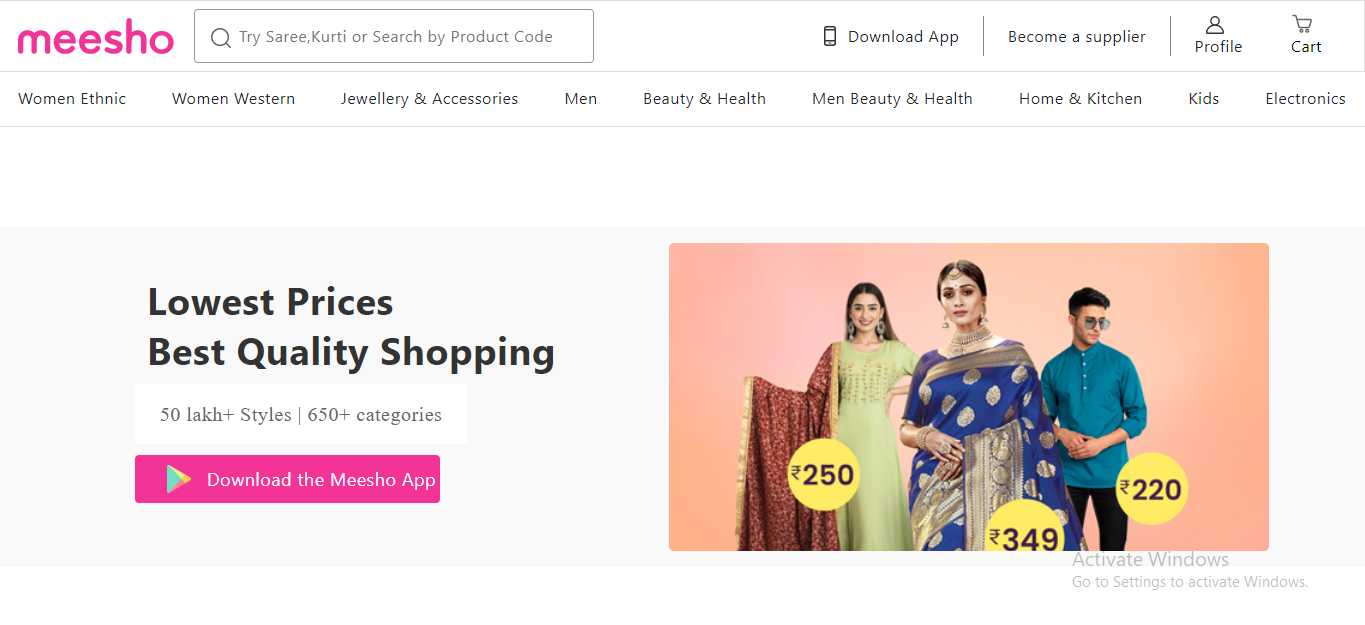 meesho
Try Saree,Kurti or Search by Product Code
Download App
Become a supplier
Profile
Cart
Women Ethnic
Women Western
Jewellery & Accessories
Men
Beauty & Health
Men Beauty & Health
Home & Kitchen
Kids
Electronics
Lowest Prices
Best Quality Shopping
50 lakh+ Styles | 650+ categories
Download the Meesho App
₹250
₹349
₹220
Activate Windows
Go to Settings to activate Windows.